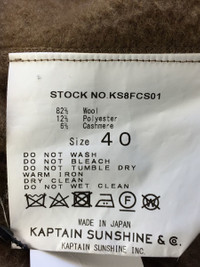 STOCK NO.KS8FCS01
82% Wool
12% Polyester
6% Cashmere
Size 40
DO NOT WASH
DO NOT BLEACH
DO NOT TUMBLE DRY
WARM IRON
DRY CLEAN
DO NOT WET CLEAN
MADE IN JAPAN
KAPTAIN SUNSHINE & C⁠o.
KAPTAIN SUNSHINE INC.